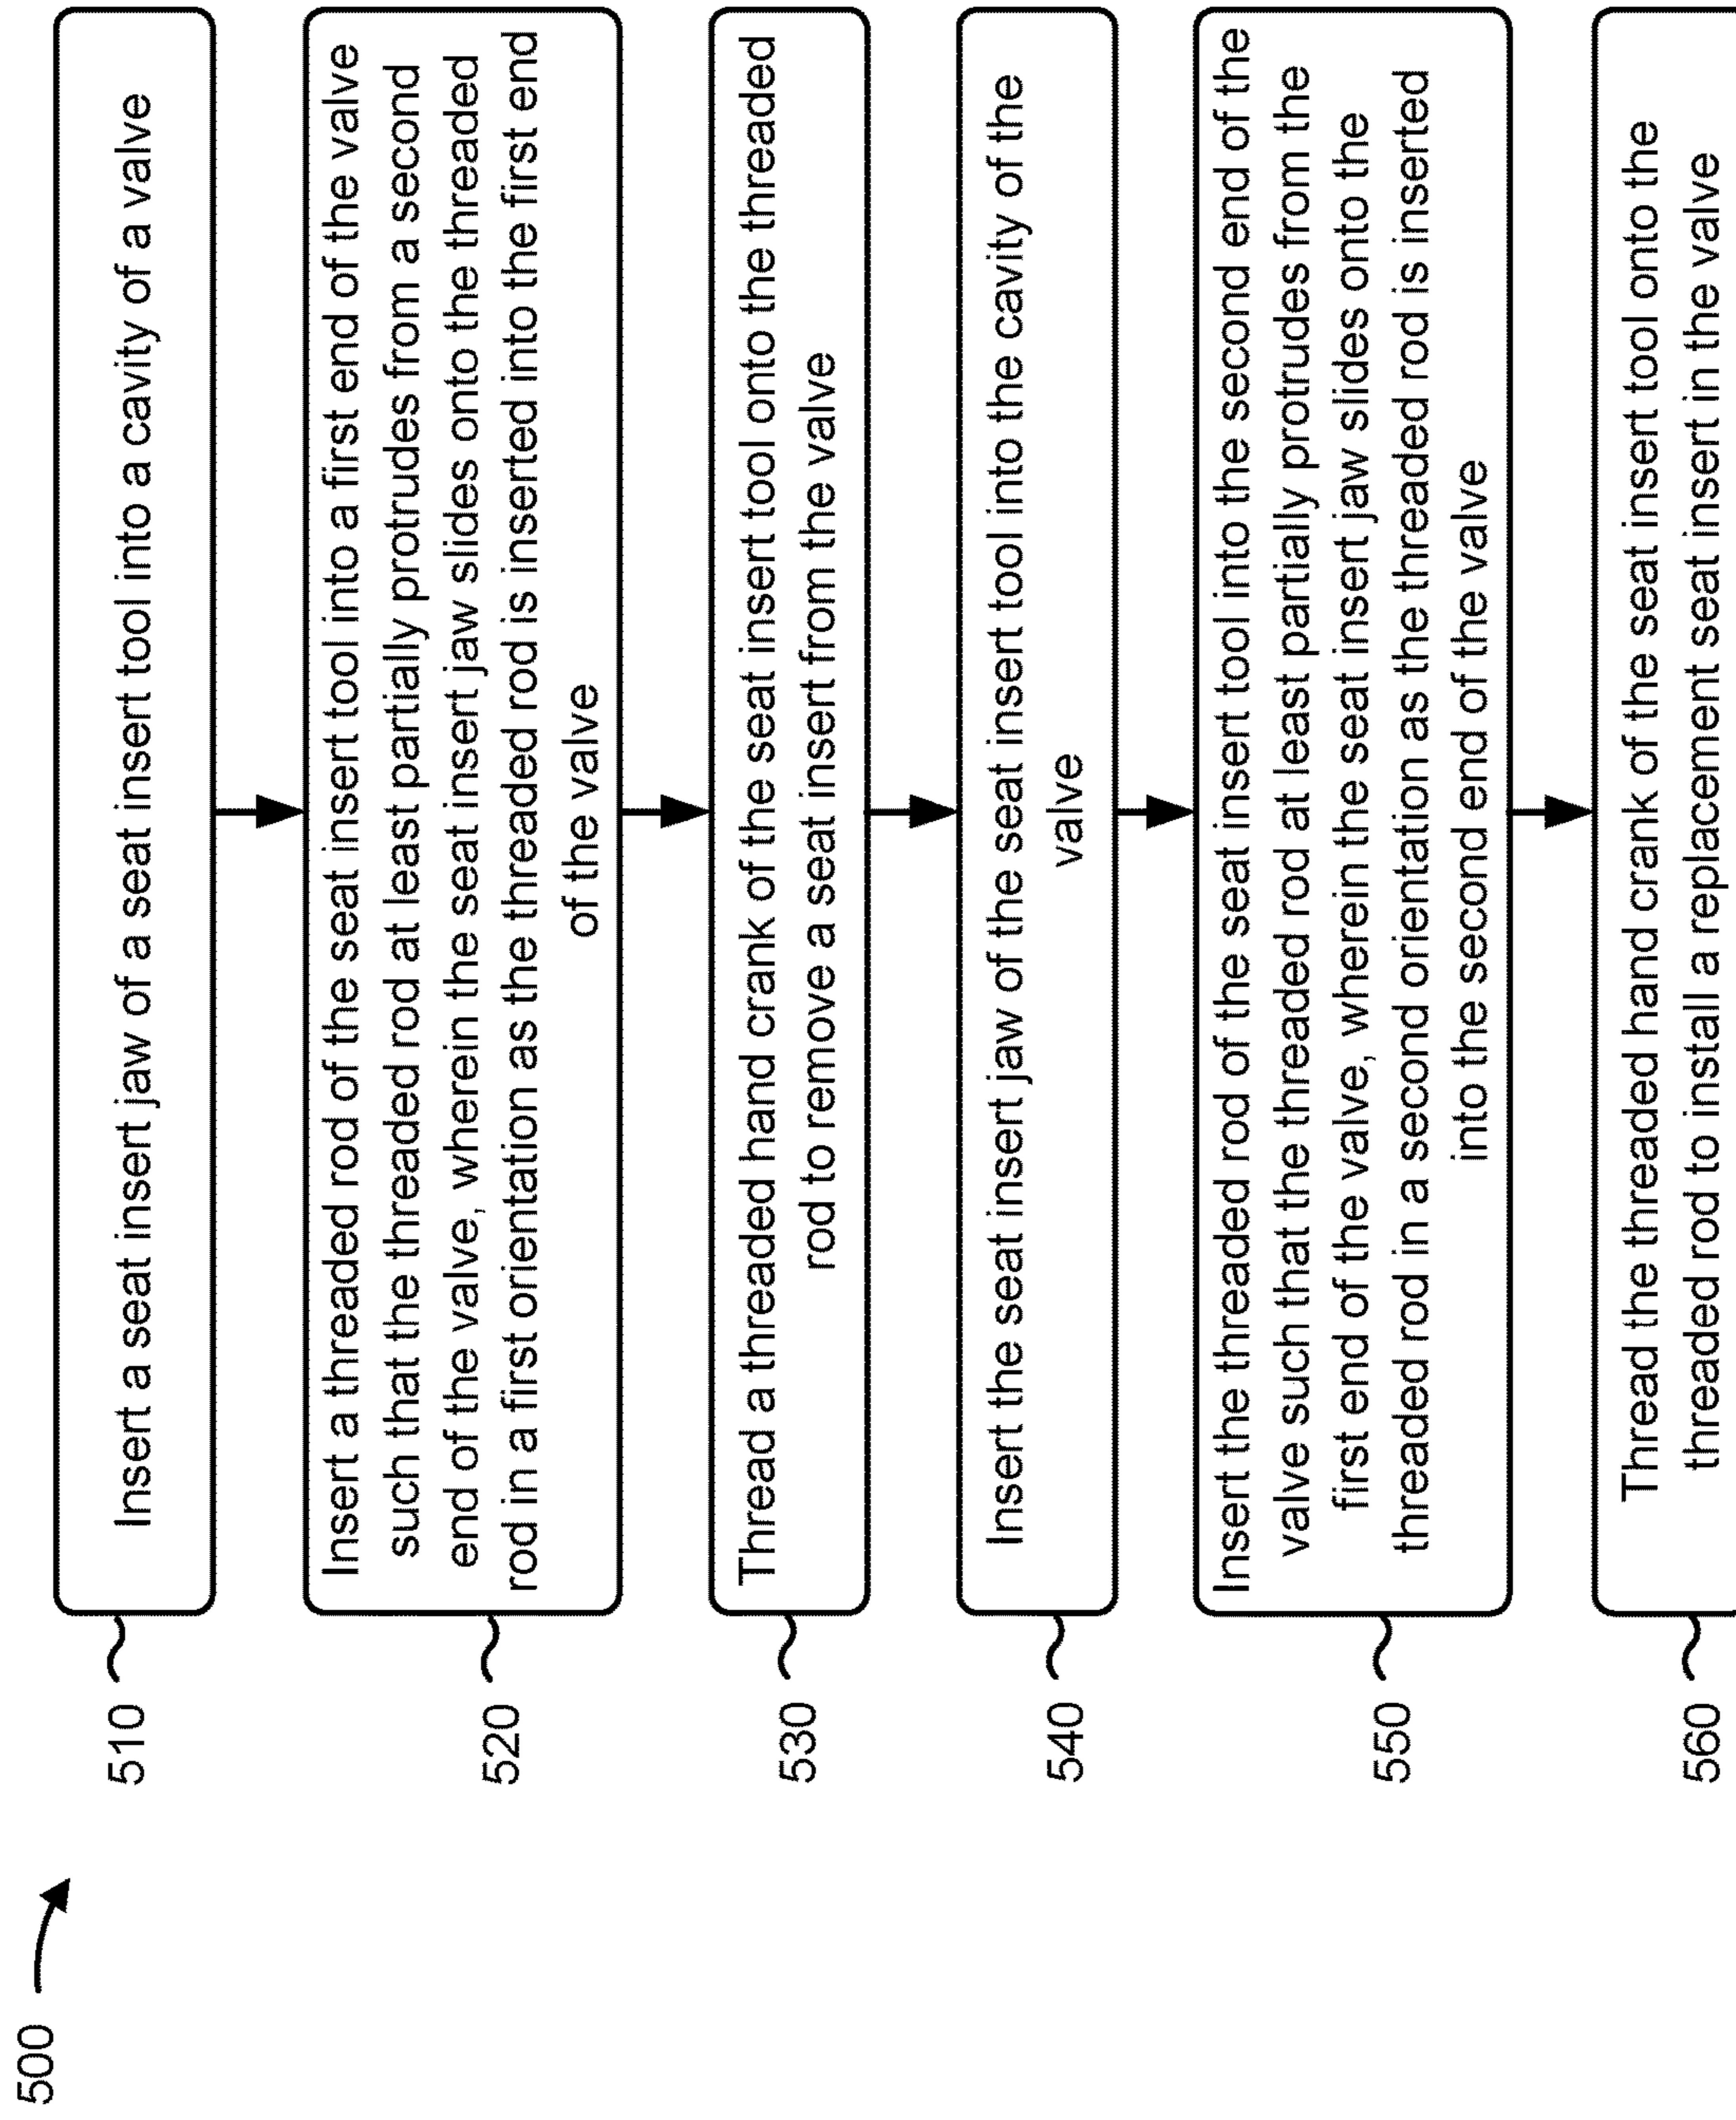 500
510
Insert a seat insert jaw of a seat insert tool into a cavity of a valve
520
Insert a threaded rod of the seat insert tool into a first end of the valve
such that the threaded rod at least partially protrudes from a second
end of the valve, wherein the seat insert jaw slides onto the threaded
rod in a first orientation as the threaded rod is inserted into the first end
of the valve
530
Thread a threaded hand crank of the seat insert tool onto the threaded
rod to remove a seat insert from the valve
540
Insert the seat insert jaw of the seat insert tool into the cavity of the
valve
550
Insert the threaded rod of the seat insert tool into the second end of the
valve such that the threaded rod at least partially protrudes from the
first end of the valve, wherein the seat insert jaw slides onto the
threaded rod in a second orientation as the threaded rod is inserted
into the second end of the valve
560
Thread the threaded hand crank of the seat insert tool onto the
threaded rod to install a replacement seat insert in the valve